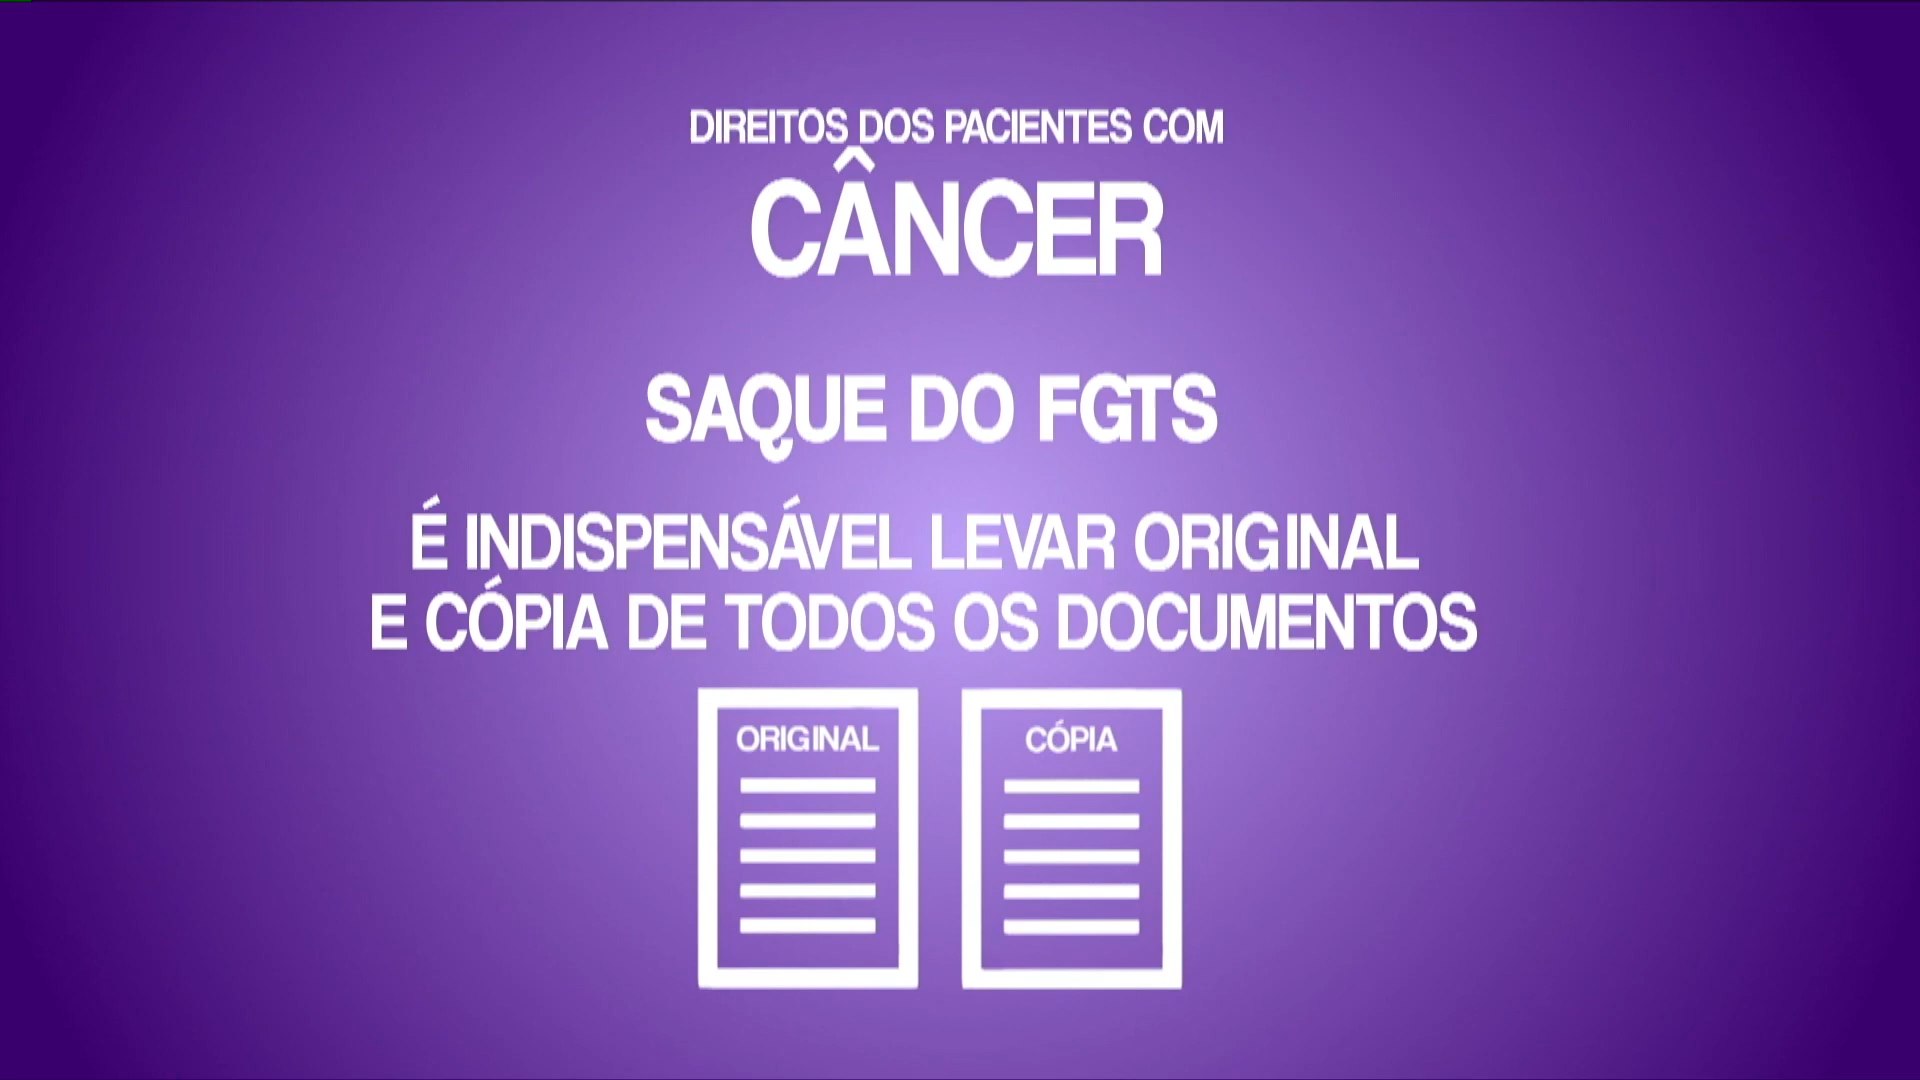 DIREITOS DOS PACIENTES COM
CÂNCER
SAQUE DO FGTS
É INDISPENSÁVEL LEVAR ORIGINAL
E CÓPIA DE TODOS OS DOCUMENTOS
ORIGINAL
CÓPIA